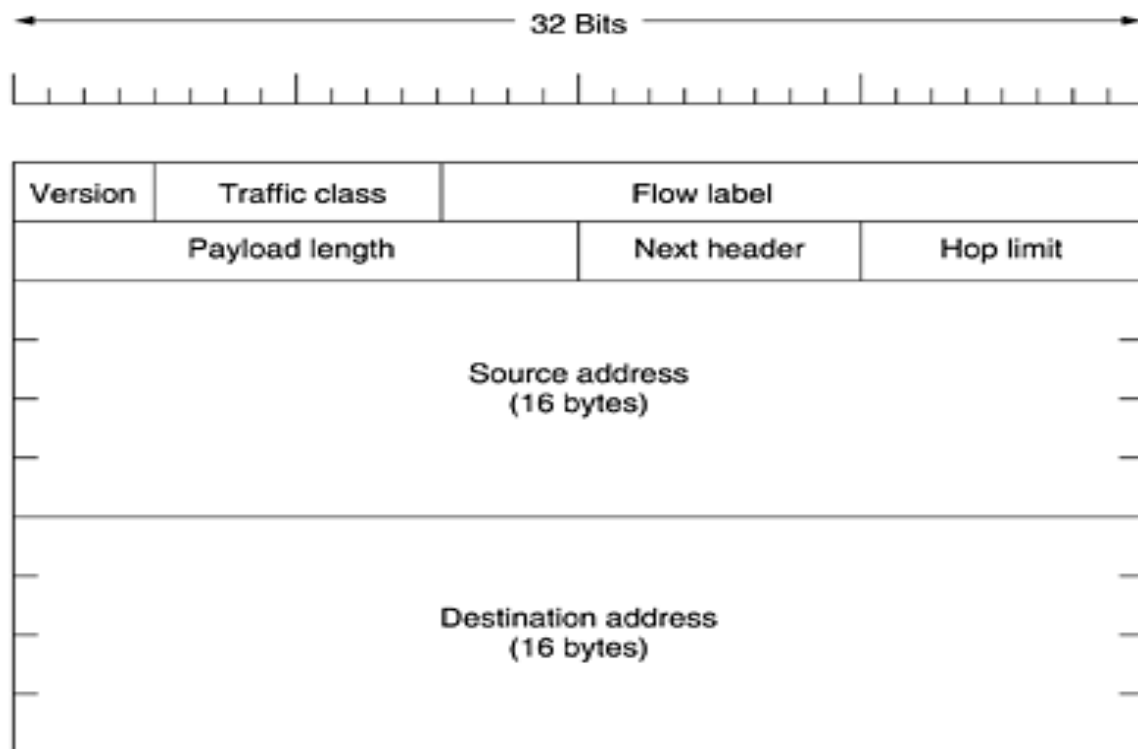 32 Bits
Version Traffic class Flow label
Payload length Next header Hop limit
Source address
(16 bytes)
Destination address
(16 bytes)